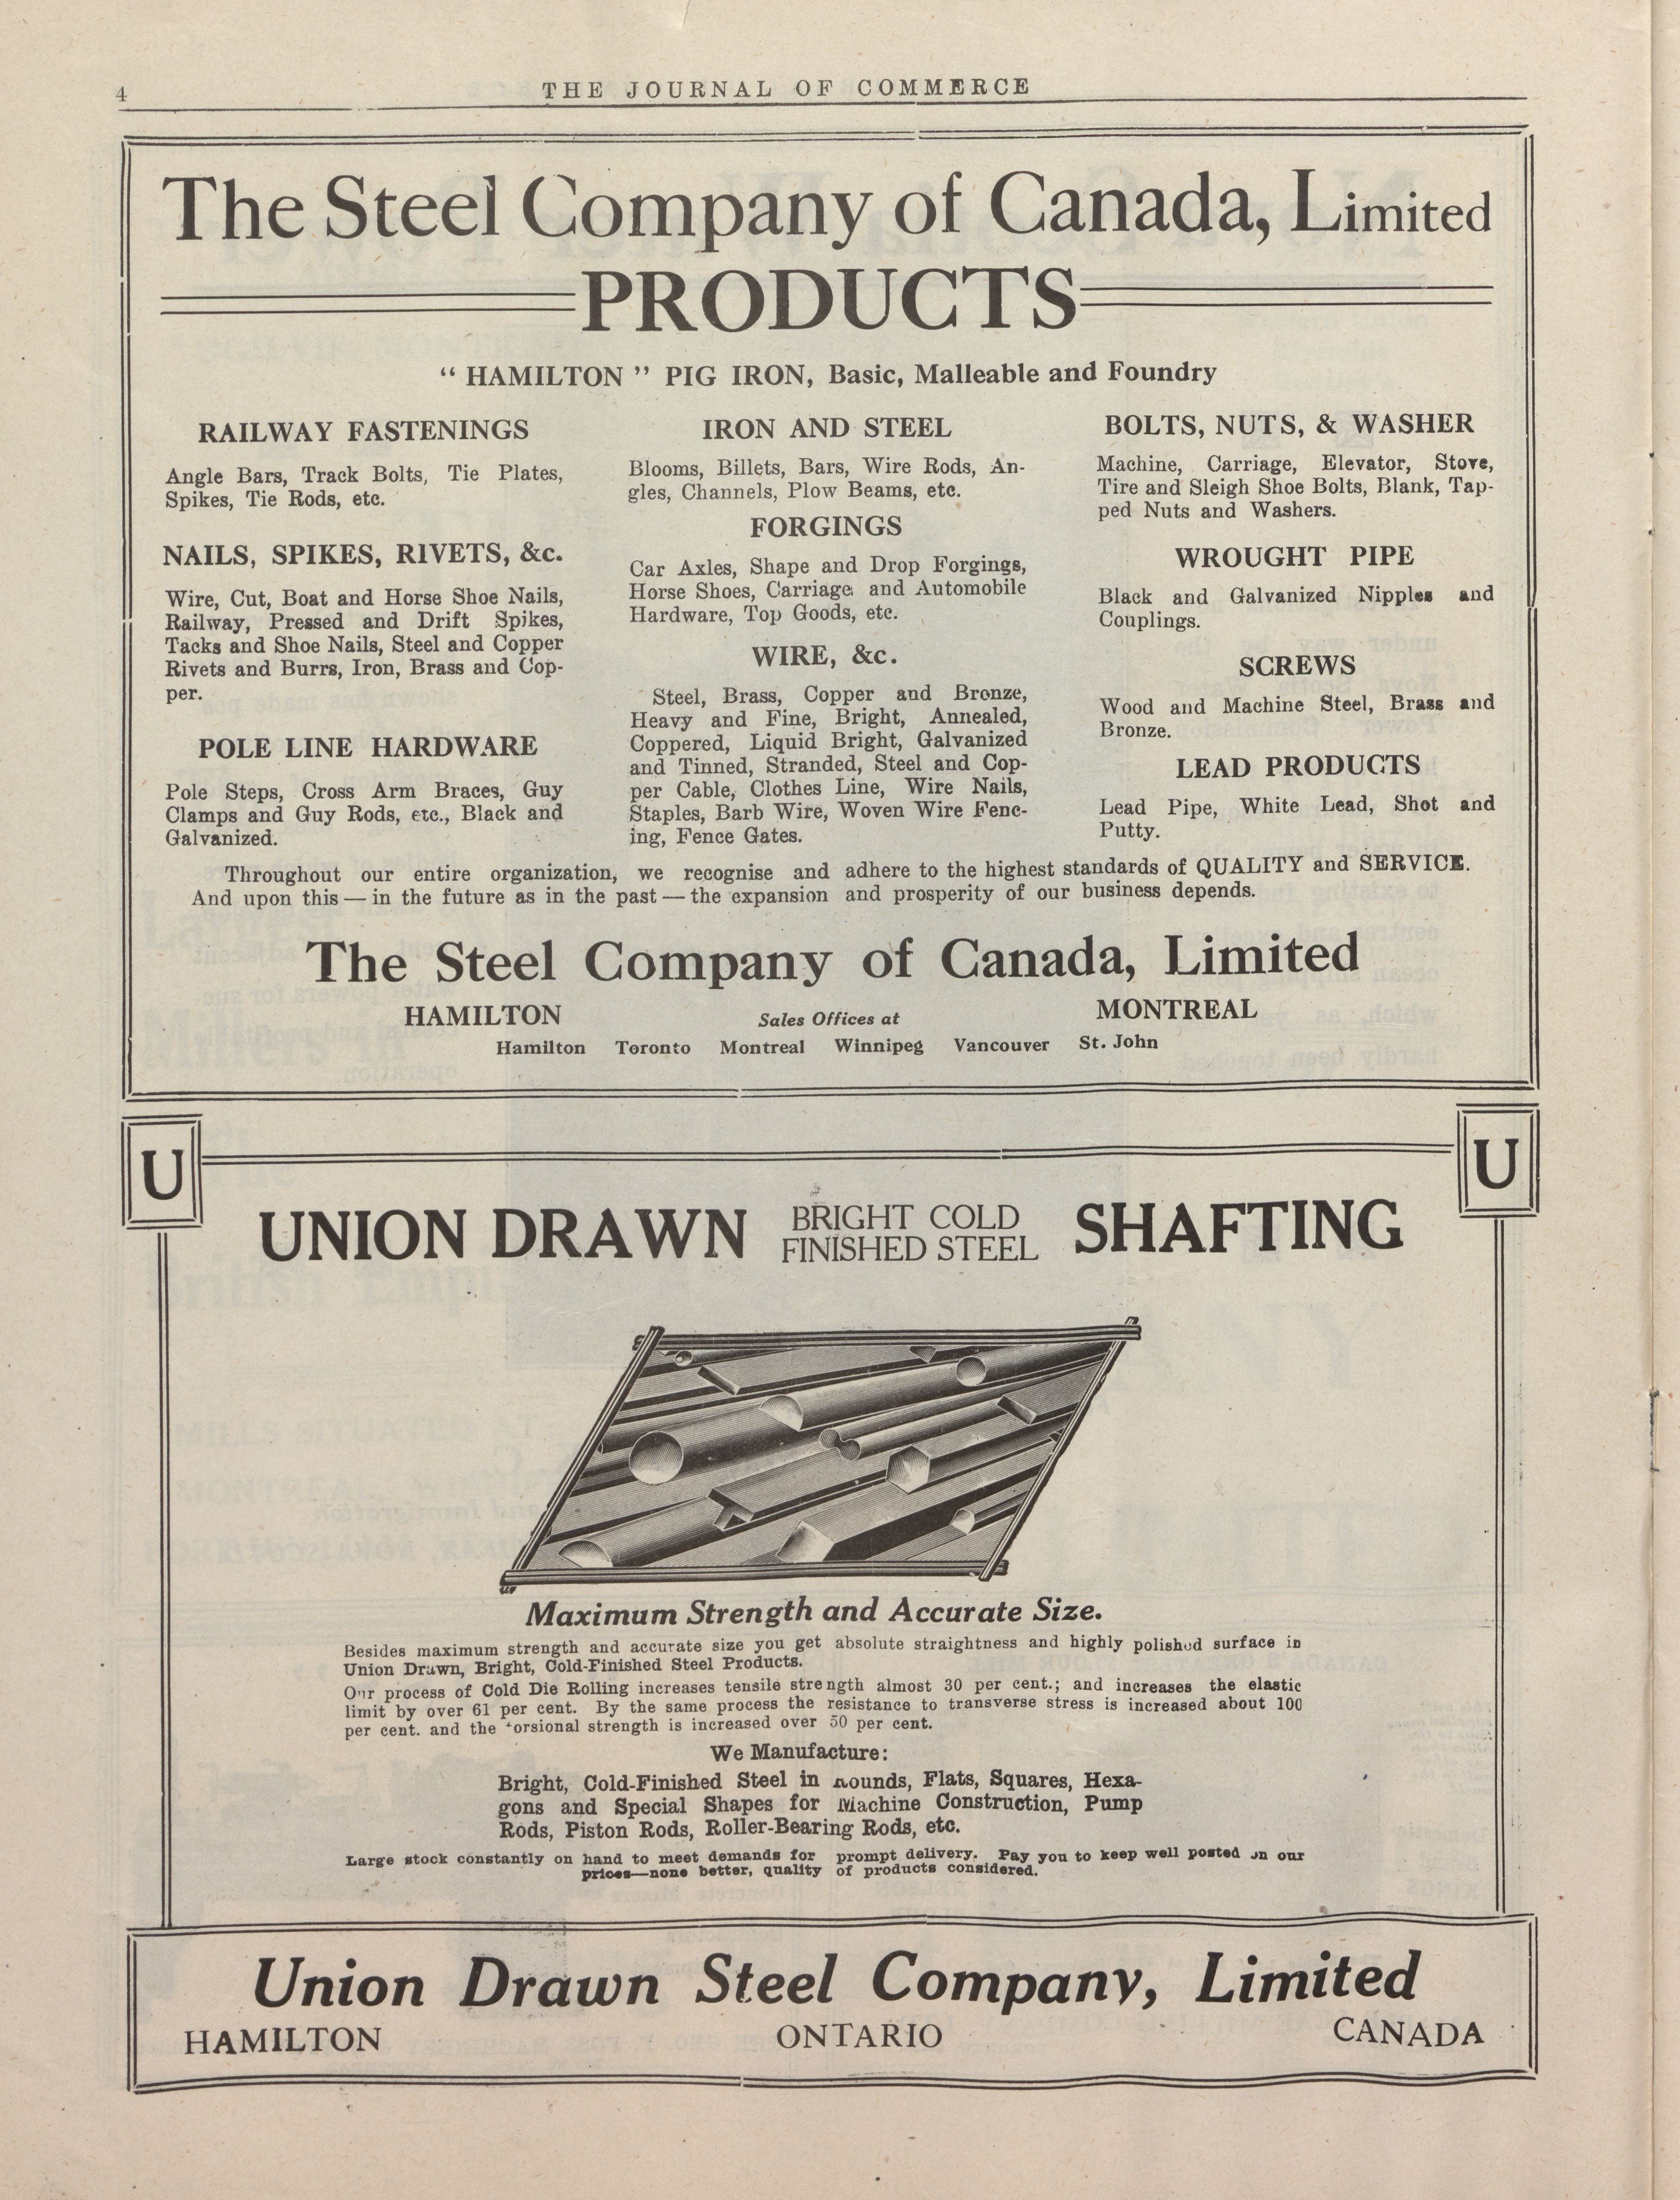 4
THE JOURNAL OF COMMERCE
The Steel Company of Canada, Limited
PRODUCTS
“ HAMILTON ” PIG IRON, Basic, Malleable and Foundry
RAILWAY FASTENINGS
Angle Bars, Track Bolts, Tie Plates,
Spikes, Tie Rods, etc.
NAILS, SPIKES, RIVETS, &c.
Wire, Cut, Boat and Horse Shoe Nails,
Railway, Pressed and Drift Spikes,
Tacks and Shoe Nails, Steel and Copper
Rivets and Burrs, Iron, Brass and Cop-
per.
POLE LINE HARDWARE
Pole Steps, Cross Arm Braces, Guy
Clamps and Guy Rods, etc., Black and
Galvanized.
IRON AND STEEL
Blooms, Billets, Bars, Wire Rods, An-
gles, Channels, Plow Beams, etc.
FORGINGS
Car Axles, Shape and Drop Forgings,
Horse Shoes, Carriage and Automobile
Hardware, Top Goods, etc.
WIRE, &c.
Steel, Brass, Copper and Bronze,
Heavy and Fine, Bright, Annealed,
Coppered, Liquid Bright, Galvanized
and Tinned, Stranded, Steel and Cop-
per Cable, Clothes Line, Wire Nails,
Staples, Barb Wire, Woven Wire Fenc-
ing, Fence Gates.
BOLTS, NUTS, & WASHER
Machine, Carriage, Elevator, Stove,
Tire and Sleigh Shoe Bolts, Blank, Tap-
ped Nuts and Washers.
WROUGHT PIPE
Black and Galvanized Nipples and
Couplings.
SCREWS
Wood and Machine Steel, Brass and
Bronze.
LEAD PRODUCTS
Lead Pipe, White Lead, Shot and
Putty.
Throughout our entire organization, we recognise and adhere to the highest standards of QUALITY and SERVICE.
And upon this — in the future as in the past — the expansion and prosperity of our business depends.
The Steel Company of Canada, Limited
HAMILTON MONTREAL
Sales Offices at
Hamilton Toronto Montreal Winnipeg Vancouver St. John
U U
UNION DRAWN BRIGHT COLD FINISHED STEEL SHAFTING
Maximum Strength and Accurate Size.
Besides maximum strength and accurate size you get absolute straightness and highly polished surface in
Union Drawn, Bright, Cold-Finished Steel Products.
Our process of Cold Die Rolling increases tensile strength almost 30 per cent.; and increases the elastic
limit by over 61 per cent. By the same process the resistance to transverse stress is increased about 100
per cent. and the torsional strength is increased over 50 per cent.
We Manufacture:
Bright, Cold-Finished Steel in Rounds, Flats, Squares, Hexa-
gons and Special Shapes for Machine Construction, Pump
Rods, Piston Rods, Roller-Bearing Rods, etc.
Large stock constantly on hand to meet demands for prompt delivery. Pay you to keep well posted on our
prices—none better, quality of products considered.
Union Drawn Steel Company, Limited
HAMILTON ONTARIO CANADA